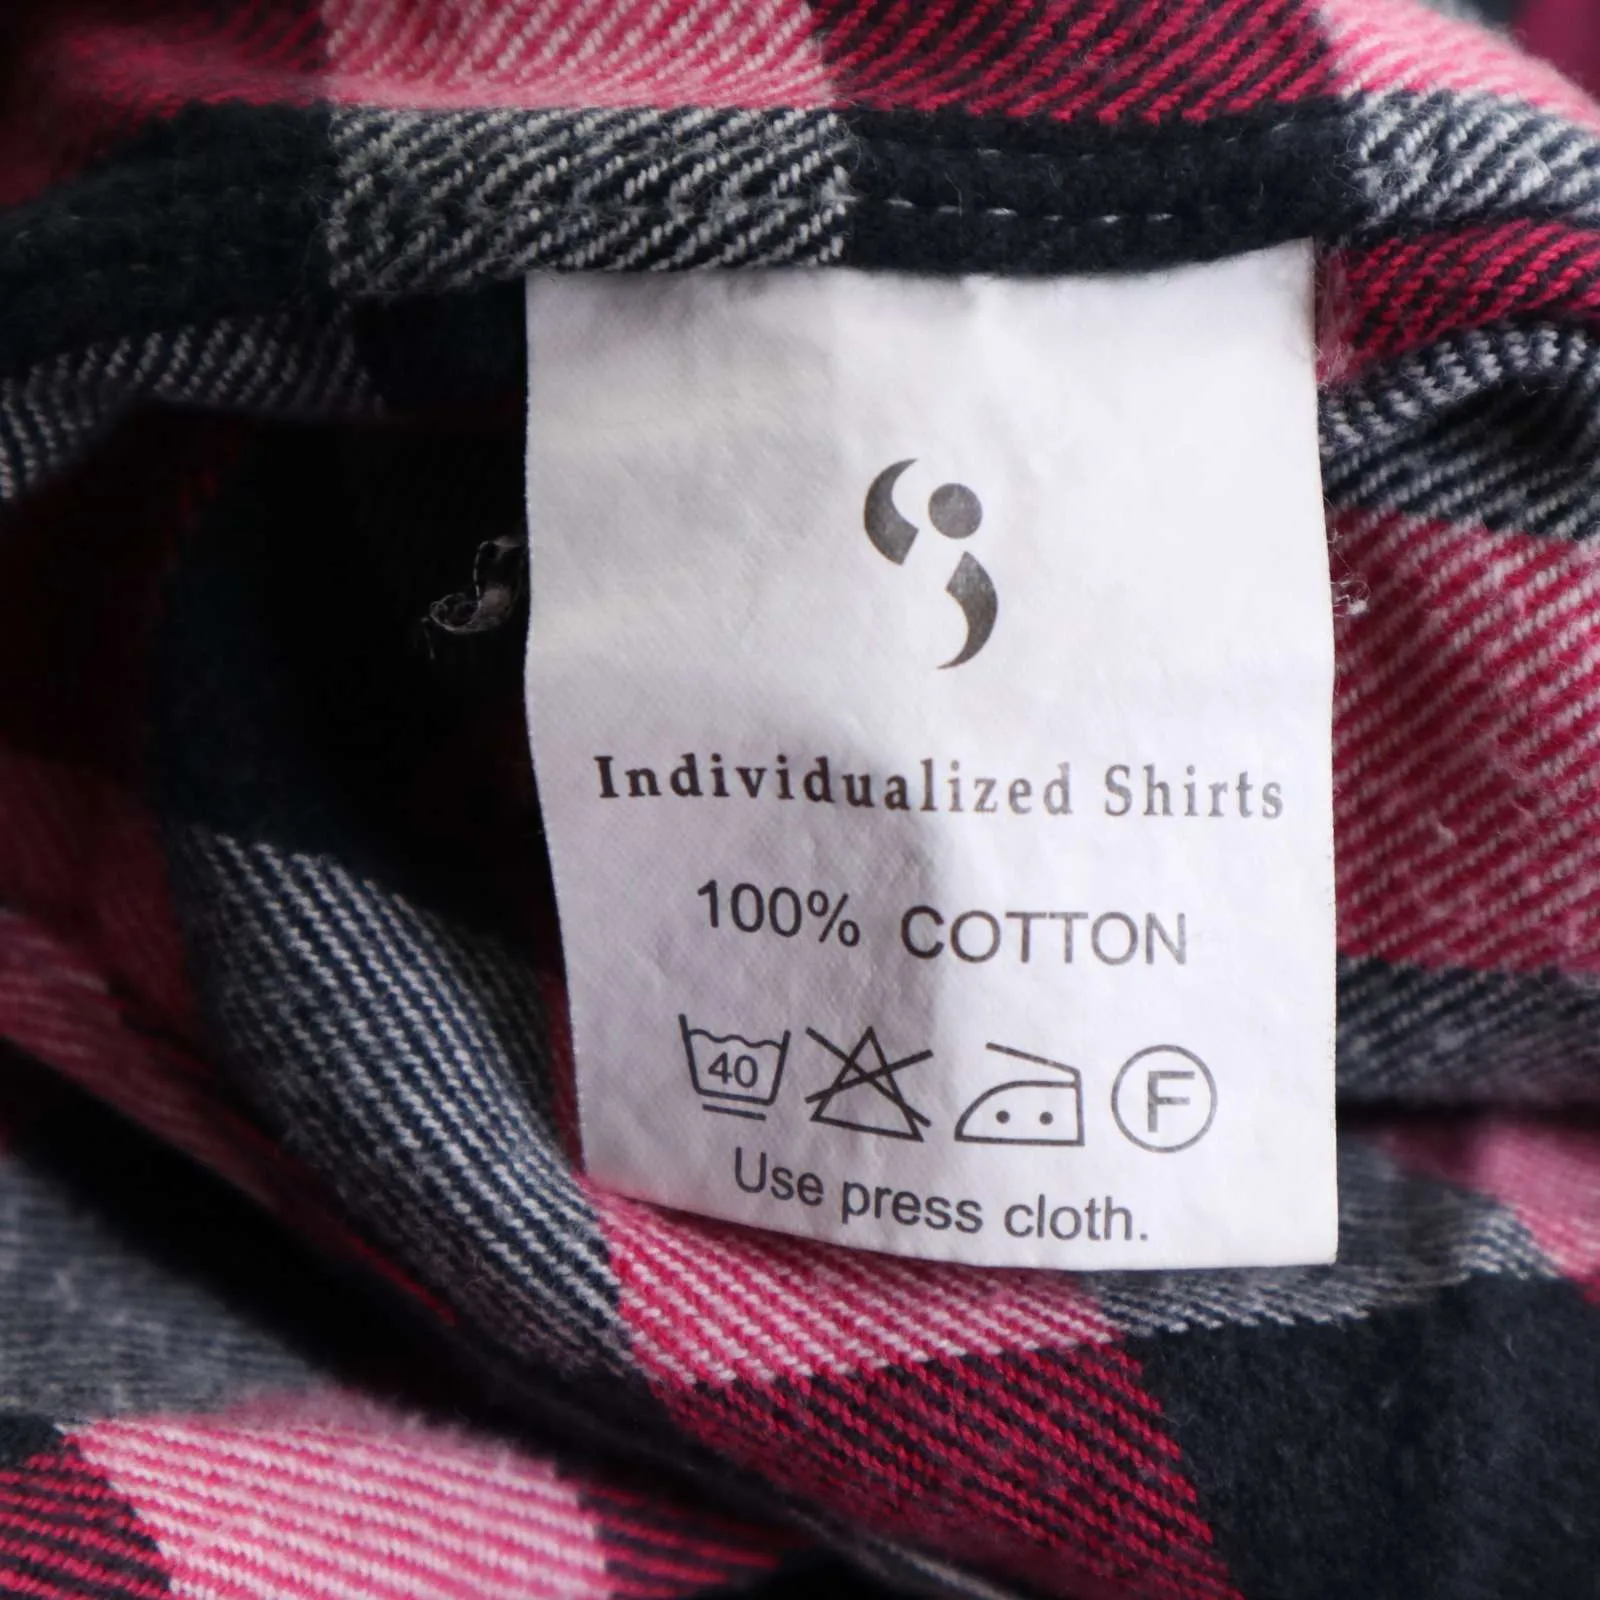 Individualized Shirts
100% COTTON
40 F
Use press cloth.